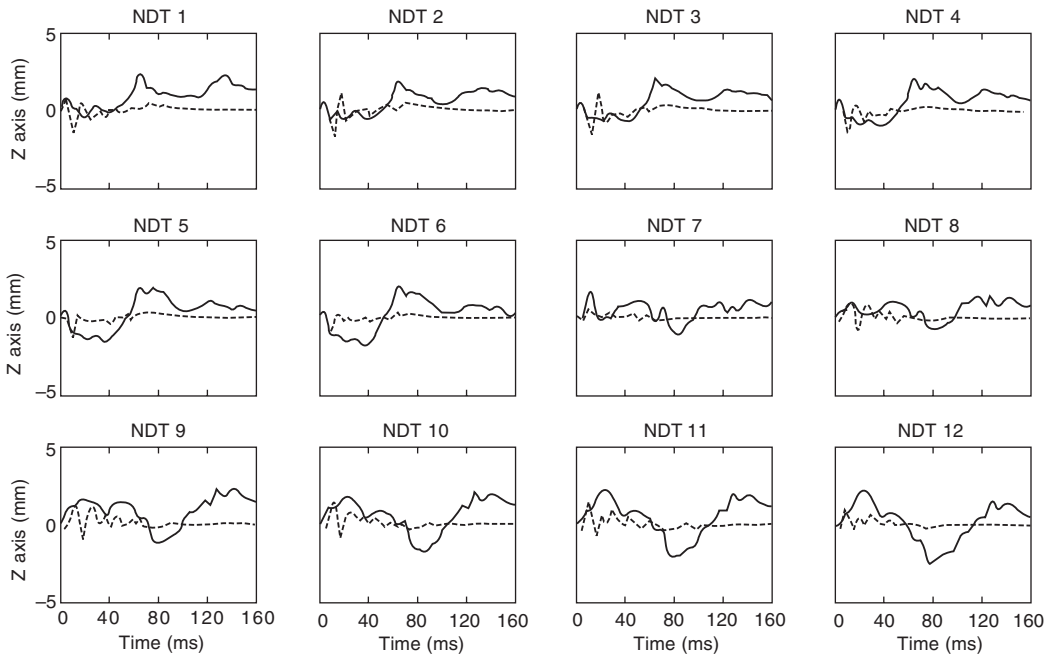 NDT 1 NDT 2 NDT 3 NDT 4
5
0
–5
Z axis (mm)
NDT 5 NDT 6 NDT 7 NDT 8
5
0
–5
Z axis (mm)
NDT 9 NDT 10 NDT 11 NDT 12
5
0
–5
Z axis (mm)
0 40 80 120 160 0 40 80 120 160 0 40 80 120 160 0 40 80 120 160
Time (ms) Time (ms) Time (ms) Time (ms)